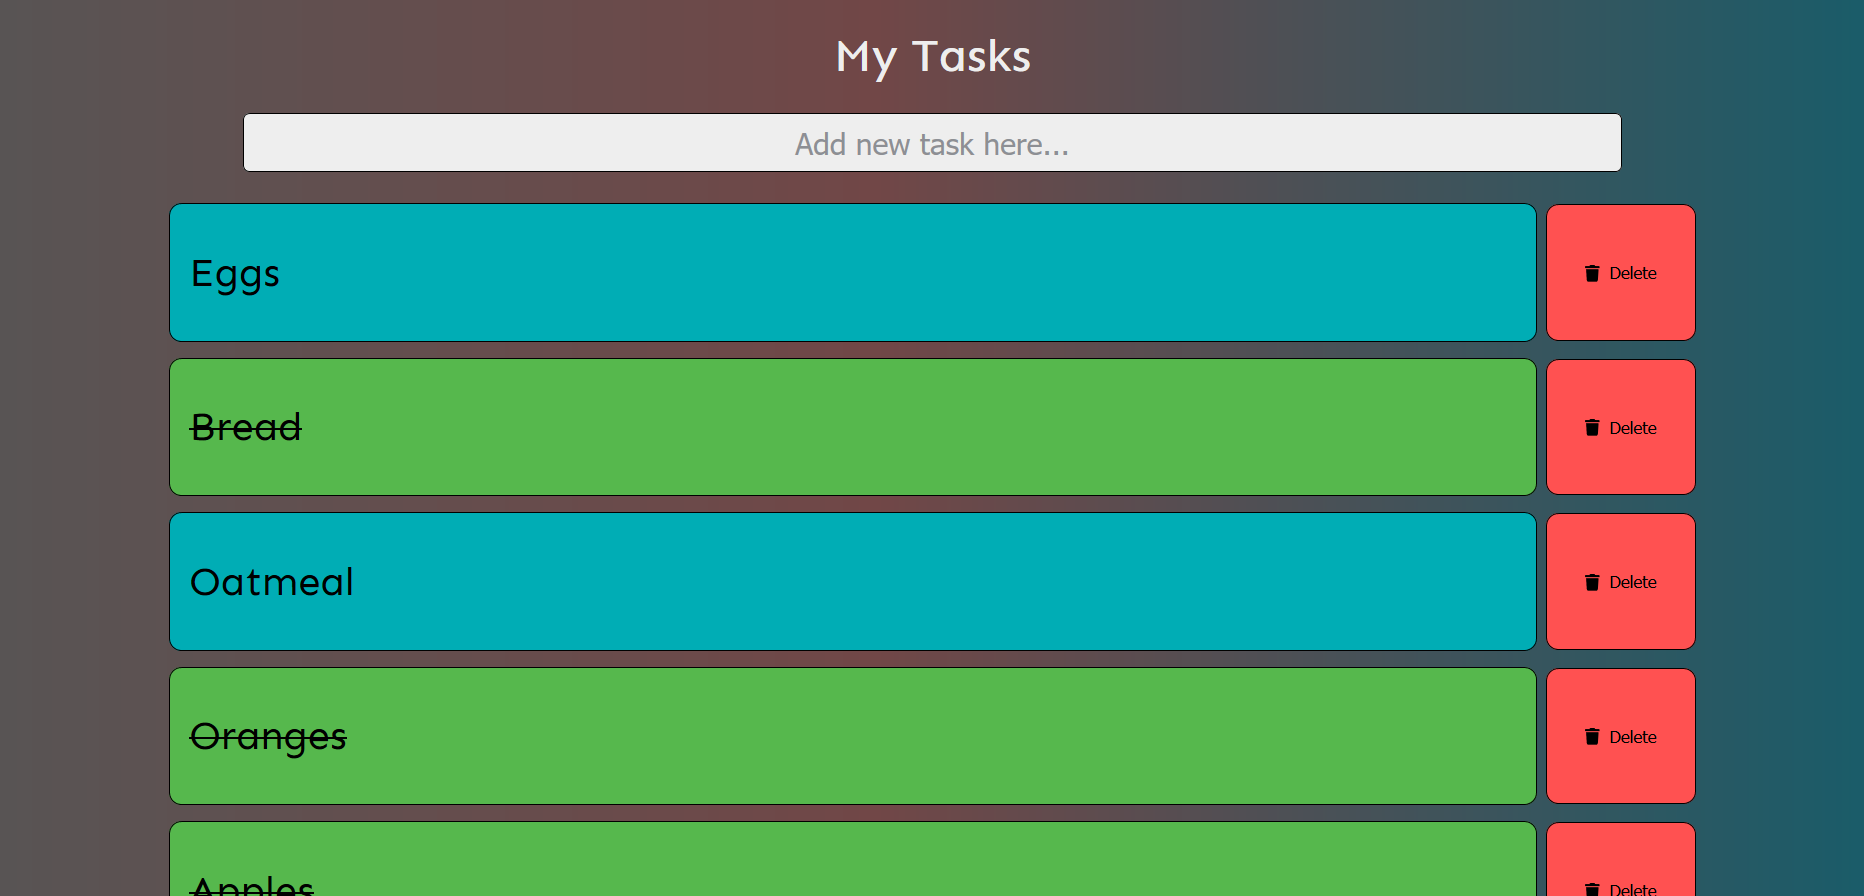 My Tasks
Add new task here...
Eggs
Delete
Bread
Delete
Oatmeal
Delete
Oranges
Delete
Apples
Delete